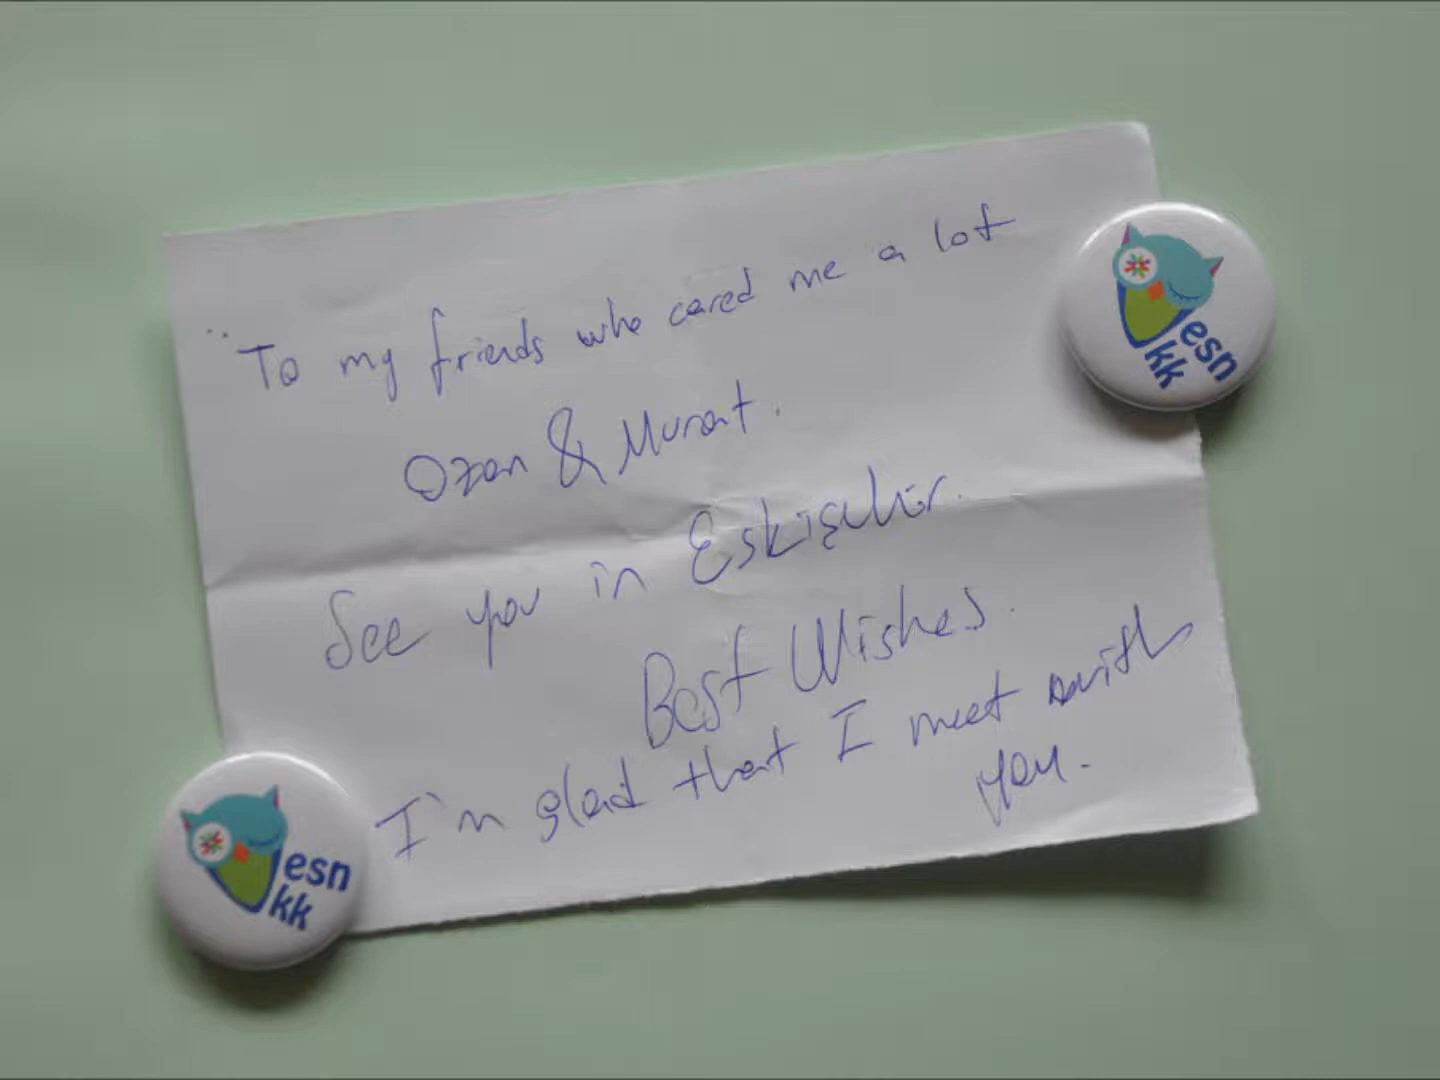 "To my friends who cared me a lot
Ozan & Murat.
See you in Eskişehir.
Best Wishes.
I'm glad that I meet with
you.
esn
kk
esn
kk